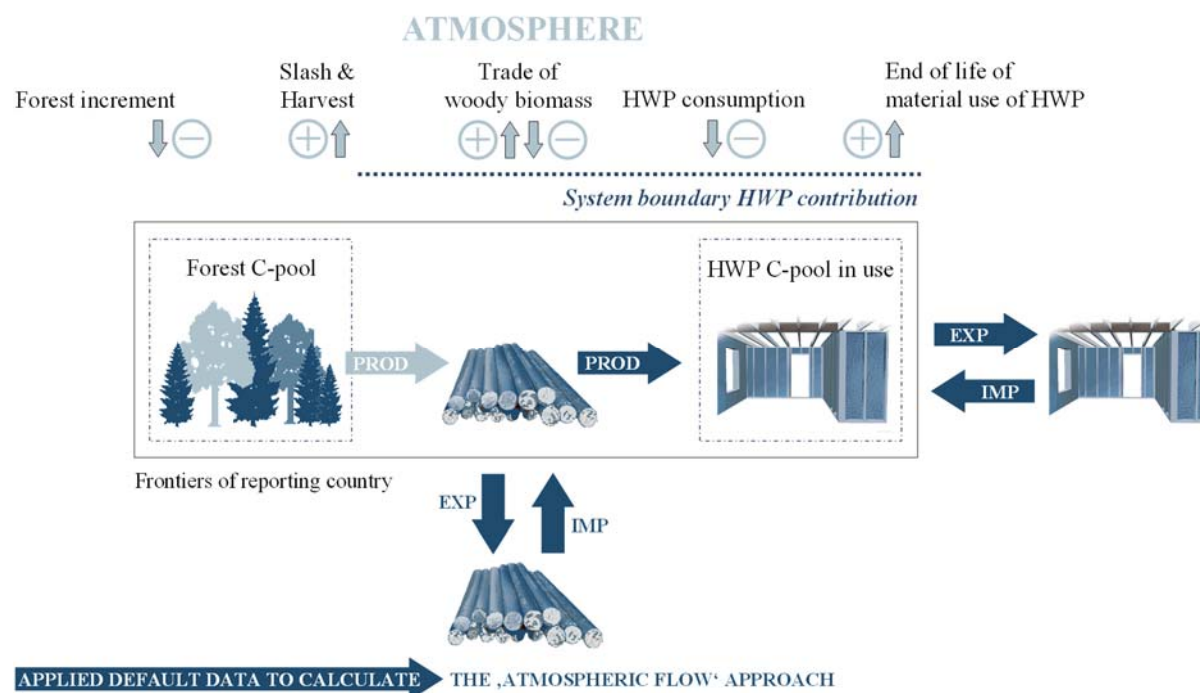 ATMOSPHERE
Forest increment
Slash &
Harvest
Trade of
woody biomass
HWP consumption
End of life of
material use of HWP
System boundary HWP contribution
Forest C-pool
HWP C-pool in use
PROD
PROD
EXP
IMP
Frontiers of reporting country
EXP
IMP
APPLIED DEFAULT DATA TO CALCULATE
THE ‚ATMOSPHERIC FLOW‘ APPROACH